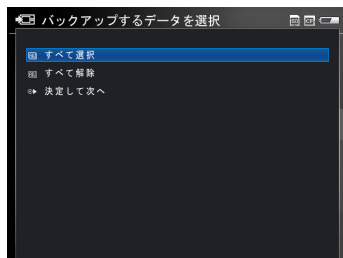 バックアップするデータを選択
すべて選択
すべて解除
決定して次へ